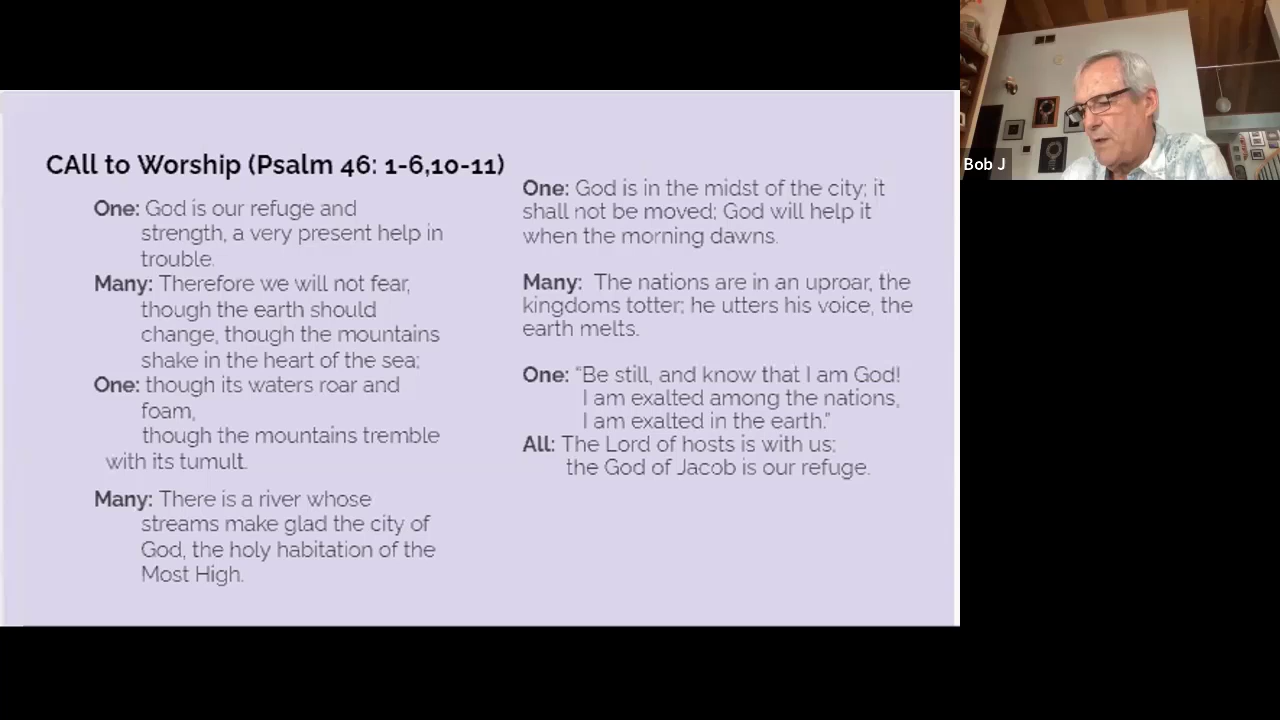 CAll to Worship (Psalm 46: 1-6,10-11)
One: God is our refuge and
strength, a very present help in
trouble.
Many: Therefore we will not fear,
though the earth should
change, though the mountains
shake in the heart of the sea;
One: though its waters roar and
foam,
though the mountains tremble
with its tumult.
Many: There is a river whose
streams make glad the city of
God, the holy habitation of the
Most High.
One: God is in the midst of the city; it
shall not be moved; God will help it
when the morning dawns.
Many: The nations are in an uproar, the
kingdoms totter; he utters his voice, the
earth melts.
One: “Be still, and know that I am God!
I am exalted among the nations,
I am exalted in the earth.”
All: The Lord of hosts is with us;
the God of Jacob is our refuge.
Bob J